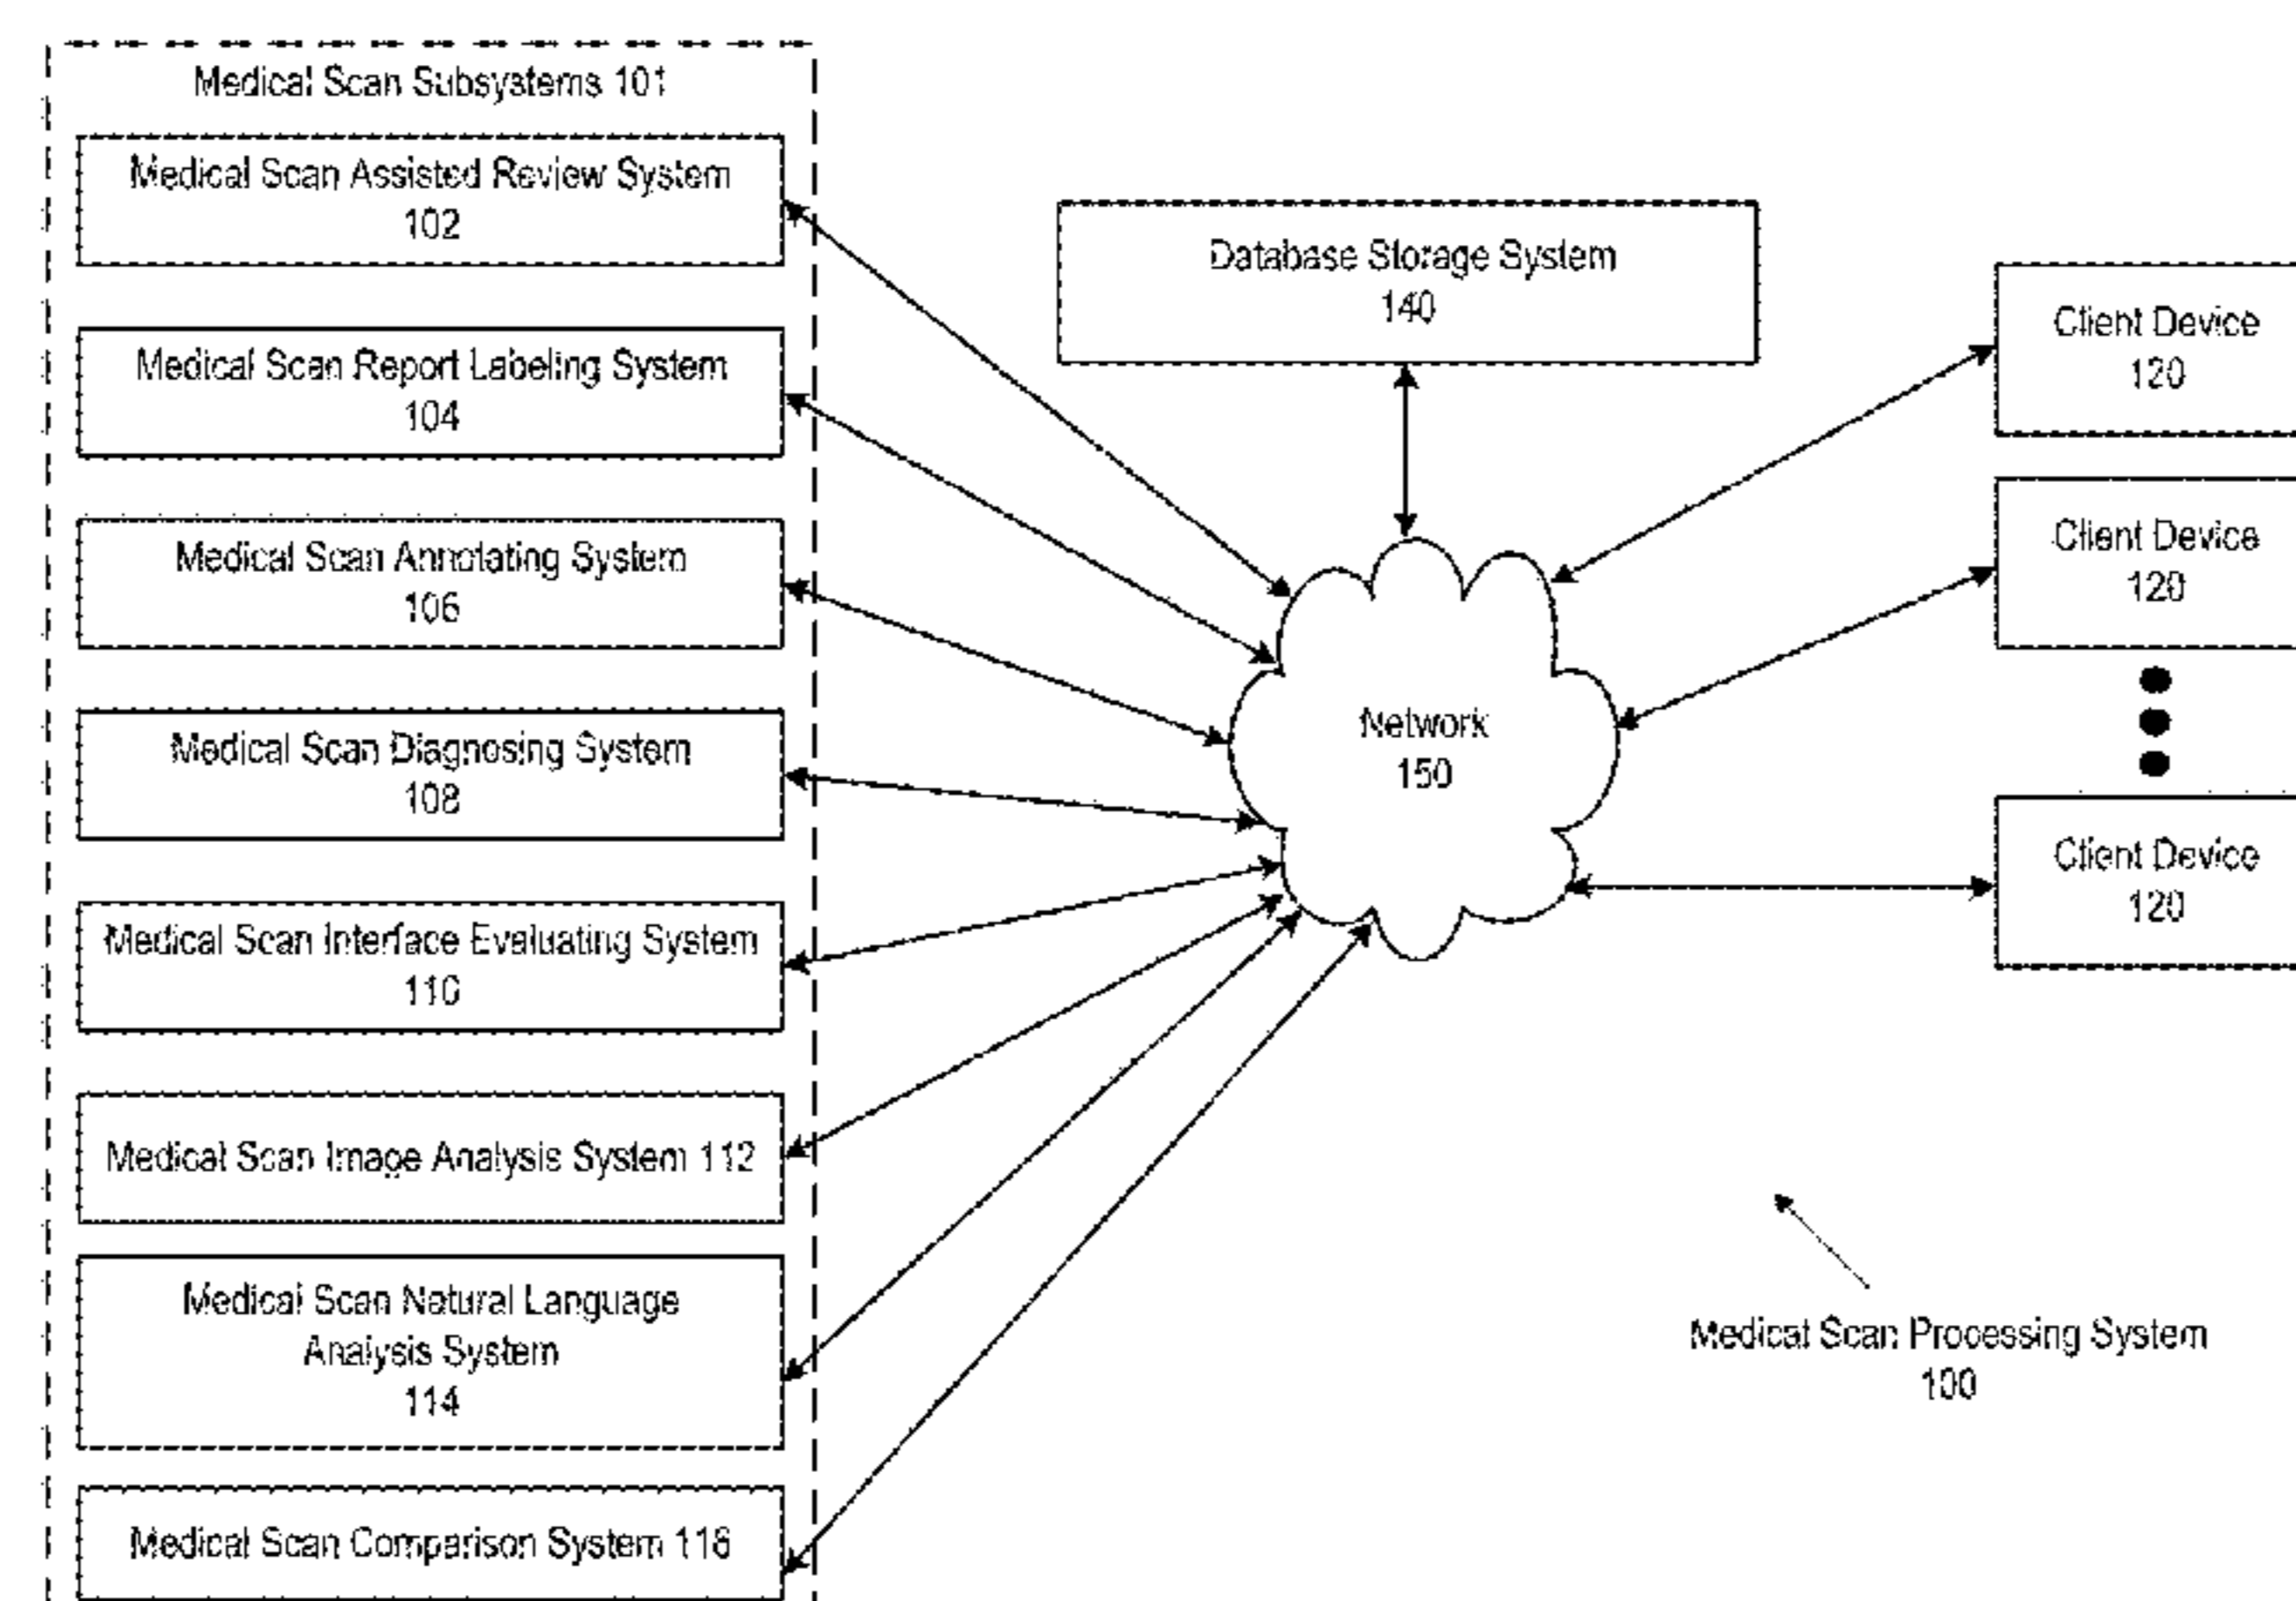 Medical Scan Subsystems 101
Medical Scan Assisted Review System
102
Medical Scan Report Labeling System
104
Medical Scan Annotating System
106
Medical Scan Diagnosing System
108
Medical Scan Interface Evaluating System
110
Medical Scan Image Analysis System 112
Medical Scan Natural Language
Analysis System
114
Medical Scan Comparison System 116
Database Storage System
140
Network
150
Client Device
120
Client Device
120
Client Device
120
Medical Scan Processing System
100